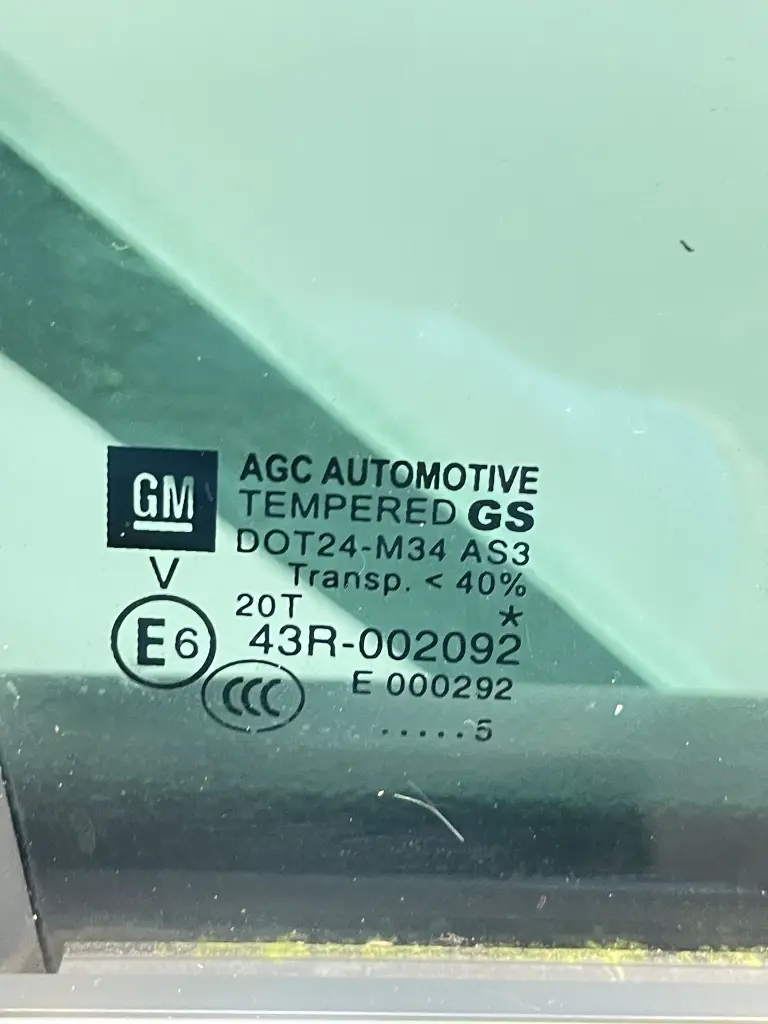 GM
AGC AUTOMOTIVE
TEMPERED GS
DOT24-M34 AS3
V
Transp. < 40%
20T *
E6 43R-002092
CCC E 000292
.....5